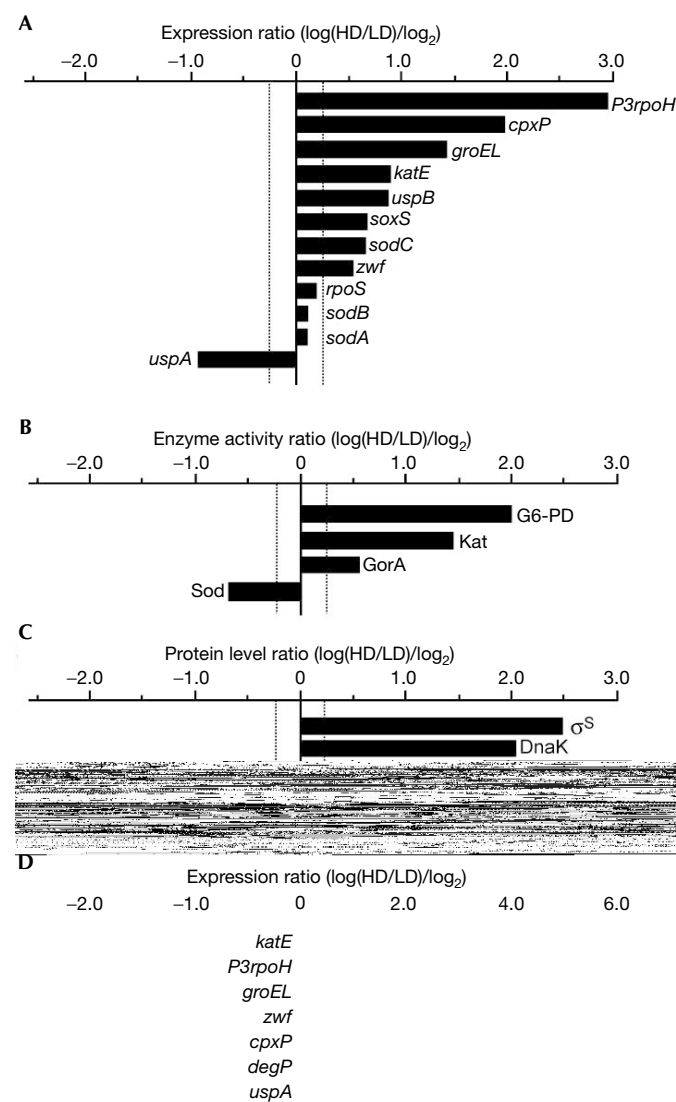 A
Expression ratio (log(HD/LD)/log2)
−2.0 −1.0 0 1.0 2.0 3.0
P3rpoH
cpxP
groEL
katE
uspB
soxS
sodC
zwf
rpoS
sodB
sodA
uspA
B
Enzyme activity ratio (log(HD/LD)/log2)
−2.0 −1.0 0 1.0 2.0 3.0
G6-PD
Kat
GorA
Sod
C
Protein level ratio (log(HD/LD)/log2)
−2.0 −1.0 0 1.0 2.0 3.0
σS
DnaK
D
Expression ratio (log(HD/LD)/log2)
−2.0 −1.0 0 2.0 4.0 6.0
katE
P3rpoH
groEL
zwf
cpxP
degP
uspA